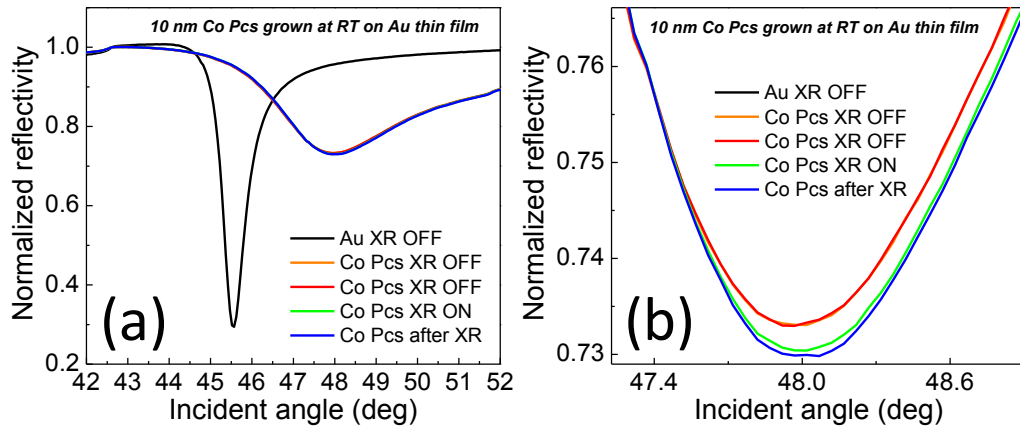 10 nm Co Pcs grown at RT on Au thin film
Normalized reflectivity
1.0
0.8
0.6
0.4
0.2
Au XR OFF
Co Pcs XR OFF
Co Pcs XR OFF
Co Pcs XR ON
Co Pcs after XR
(a)
42 43 44 45 46 47 48 49 50 51 52
Incident angle (deg)
10 nm Co Pcs grown at RT on Au thin film
Normalized reflectivity
0.76
0.75
0.74
0.73
Au XR OFF
Co Pcs XR OFF
Co Pcs XR OFF
Co Pcs XR ON
Co Pcs after XR
(b)
47.4 48.0 48.6
Incident angle (deg)